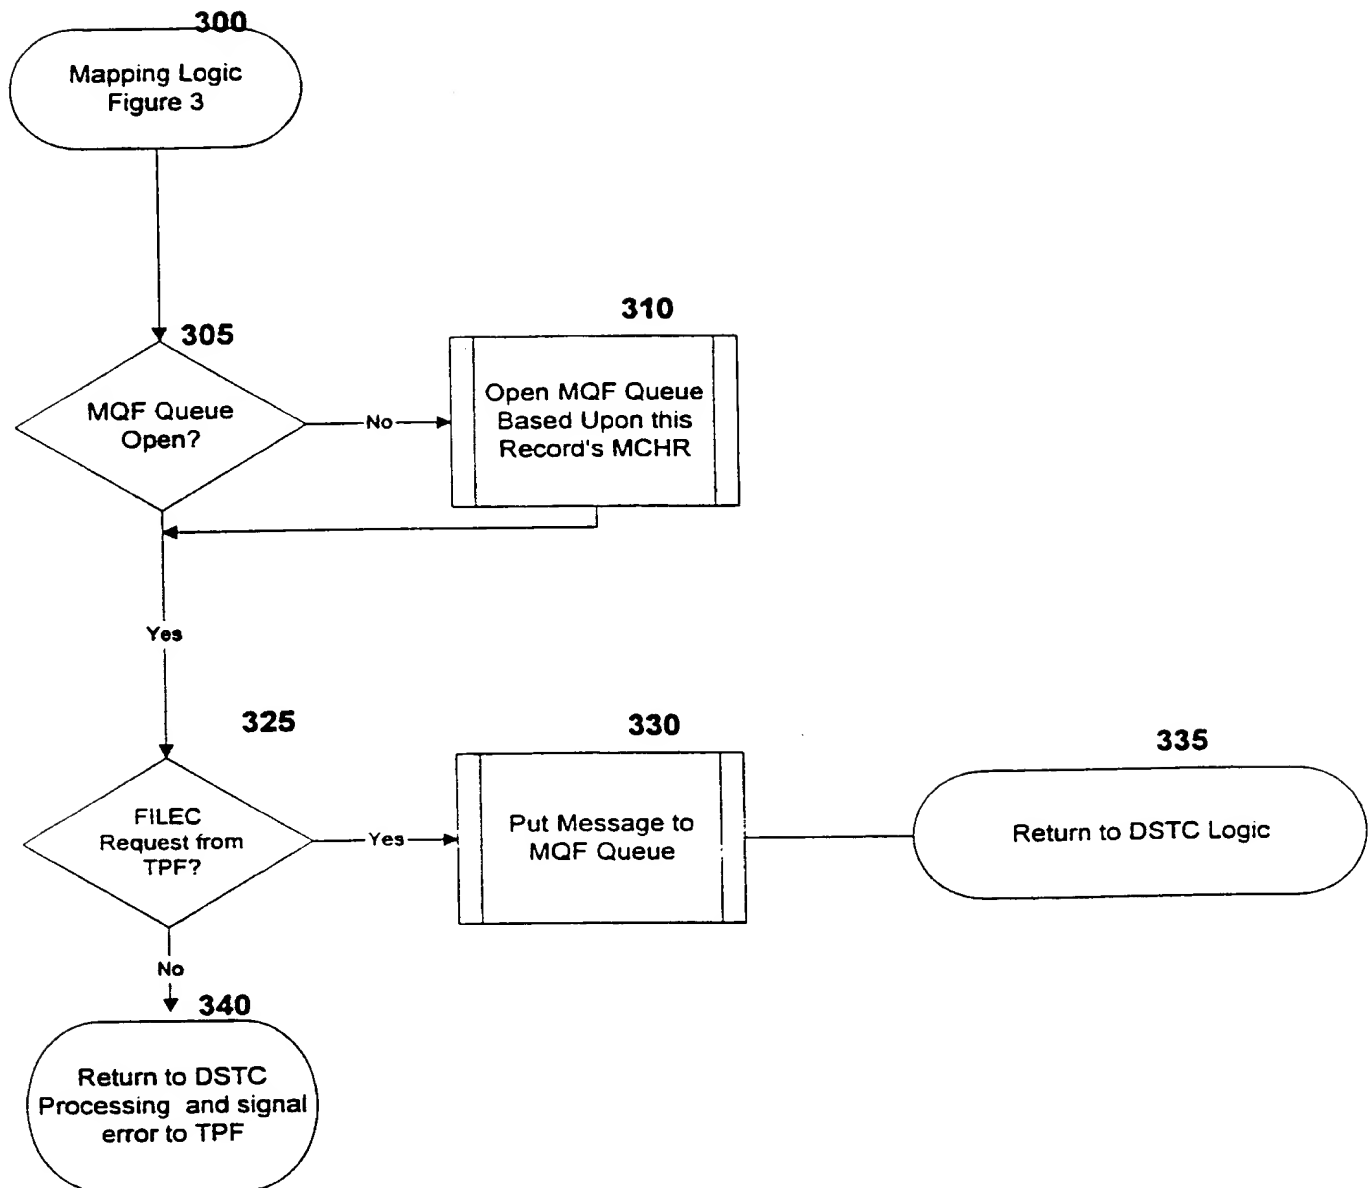 300
Mapping Logic
Figure 3
305
MQF Queue
Open?
No
310
Open MQF Queue
Based Upon this
Record's MCHR
Yes
325
FILEC
Request from
TPF?
Yes
330
Put Message to
MQF Queue
335
Return to DSTC Logic
No
340
Return to DSTC
Processing and signal
error to TPF